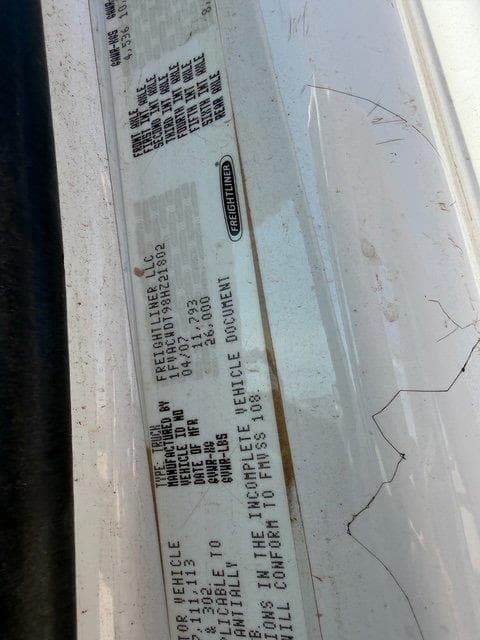 TOR VEHICLE
,111,113
& 302.
PLICABLE TO
ANTIALLY
B.
IONS IN THE INCOMPLETE VEHICLE DOCUMENT
WILL CONFORM TO FMVSS 108.
TYPE: TRUCK
MANUFACTURED BY FREIGHTLINER LLC
VEHICLE ID NO 1FVACWDT98HZ21802
DATE OF MFR 04/07
GVWR-KG 11,793
GVWR-LBS 26,000
FREIGHTLINER
FRONT AXLE
FIRST INT AXLE
SECOND INT AXLE
THIRD INT AXLE
FOURTH INT AXLE
FIFTH INT AXLE
SIXTH INT AXLE
REAR AXLE
GAWR-KGS
4,536